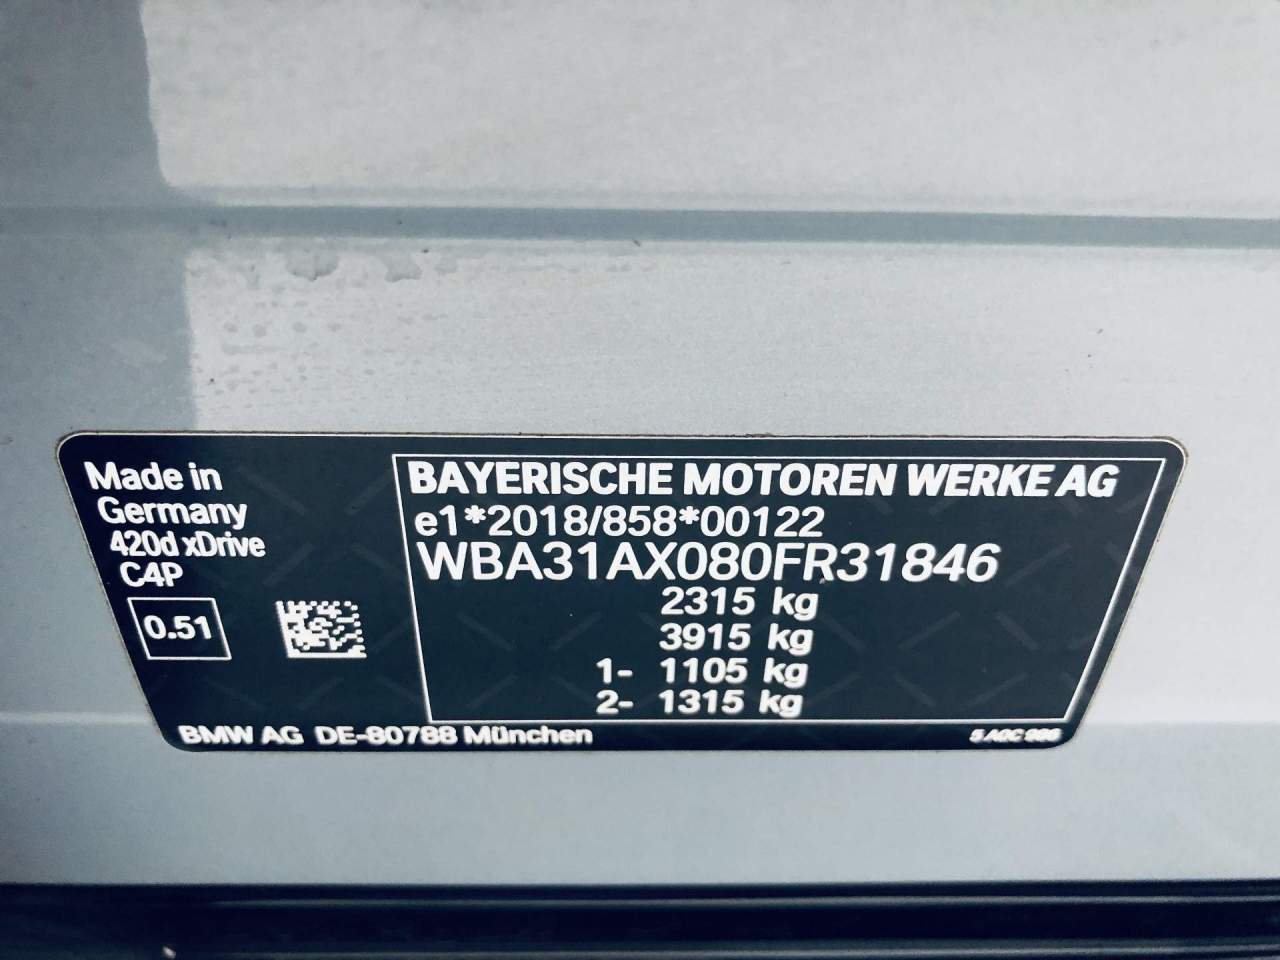 Made in
Germany
420d xDrive
C4P
0.51
BAYERISCHE MOTOREN WERKE AG
e1*2018/858*00122
WBA31AX080FR31846
2315 kg
3915 kg
1- 1105 kg
2- 1315 kg
BMW AG DE-80788 München